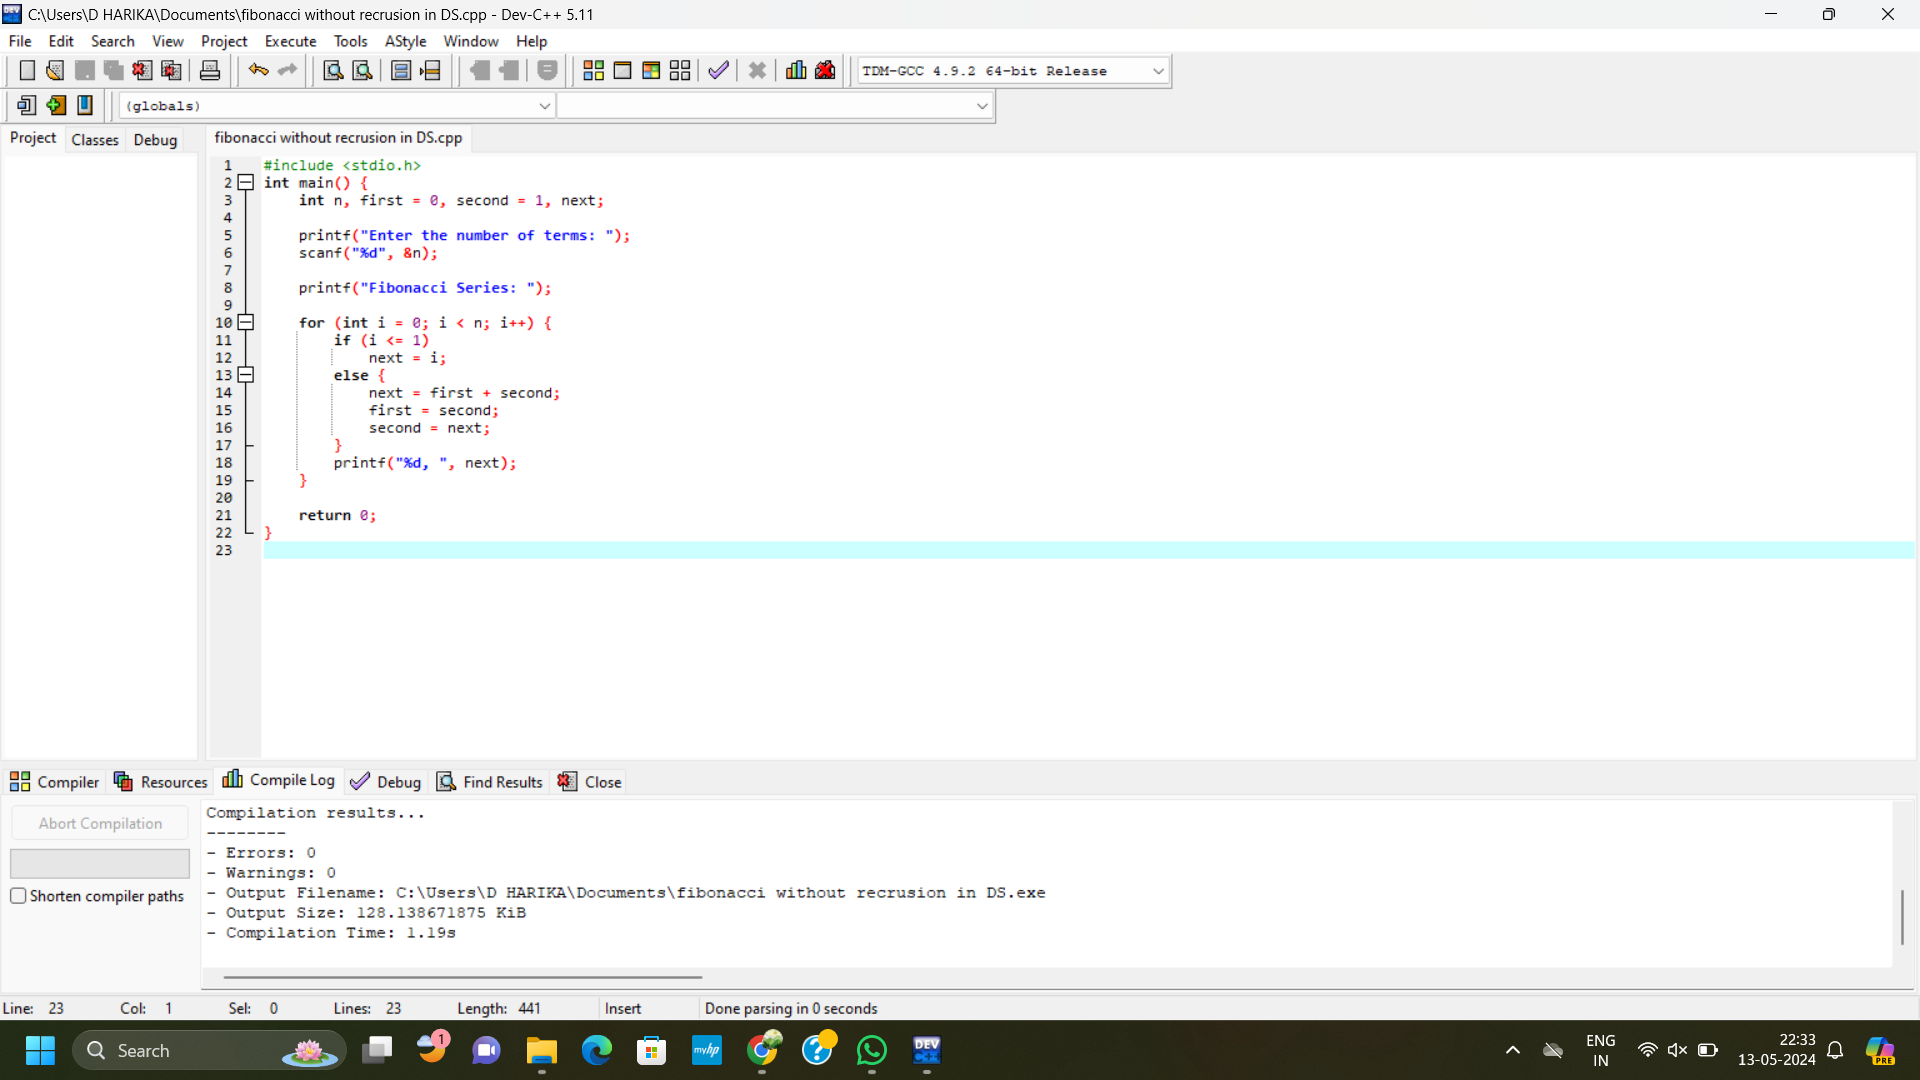 C:\Users\D HARIKA\Documents\fibonacci without recrusion in DS.cpp - Dev-C++ 5.11
File Edit Search View Project Execute Tools AStyle Window Help
TDM-GCC 4.9.2 64-bit Release
(globals)
Project Classes Debug fibonacci without recrusion in DS.cpp
1 #include <stdio.h>
2 int main() {
3 int n, first = 0, second = 1, next;
4
5 printf("Enter the number of terms: ");
6 scanf("%d", &n);
7
8 printf("Fibonacci Series: ");
9
10 for (int i = 0; i < n; i++) {
11 if (i <= 1)
12 next = i;
13 else {
14 next = first + second;
15 first = second;
16 second = next;
17 }
18 printf("%d, ", next);
19 }
20
21 return 0;
22 }
23
Compiler Resources Compile Log Debug Find Results Close
Abort Compilation
Shorten compiler paths
Compilation results...
--------
- Errors: 0
- Warnings: 0
- Output Filename: C:\Users\D HARIKA\Documents\fibonacci without recrusion in DS.exe
- Output Size: 128.138671875 KiB
- Compilation Time: 1.19s
Line: 23 Col: 1 Sel: 0 Lines: 23 Length: 441 Insert Done parsing in 0 seconds
Search 1 myhp DEV C++ ENG IN 22:33 13-05-2024 PRE